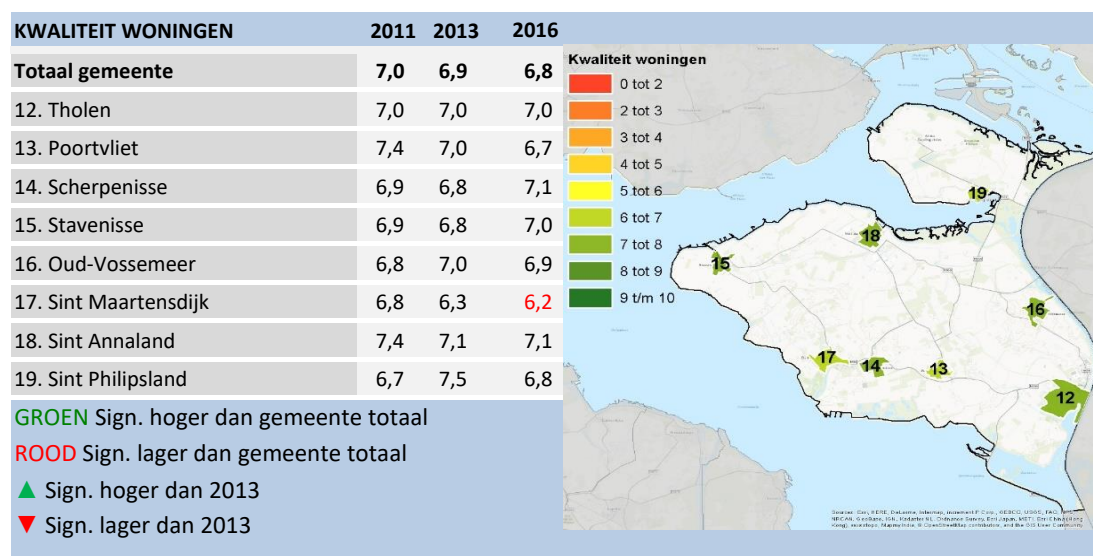 KWALITEIT WONINGEN 2011 2013 2016
Totaal gemeente 7,0 6,9 6,8
12. Tholen 7,0 7,0 7,0
13. Poortvliet 7,4 7,0 6,7
14. Scherpenisse 6,9 6,8 7,1
15. Stavenisse 6,9 6,8 7,0
16. Oud-Vossemeer 6,8 7,0 6,9
17. Sint Maartensdijk 6,8 6,3 6,2
18. Sint Annaland 7,4 7,1 7,1
19. Sint Philipsland 6,7 7,5 6,8
GROEN Sign. hoger dan gemeente totaal
ROOD Sign. lager dan gemeente totaal
▲ Sign. hoger dan 2013
▼ Sign. lager dan 2013
Kwaliteit woningen
0 tot 2
2 tot 3
3 tot 4
4 tot 5
5 tot 6
6 tot 7
7 tot 8
8 tot 9
9 t/m 10
19
18
15
16
17
14
13
12